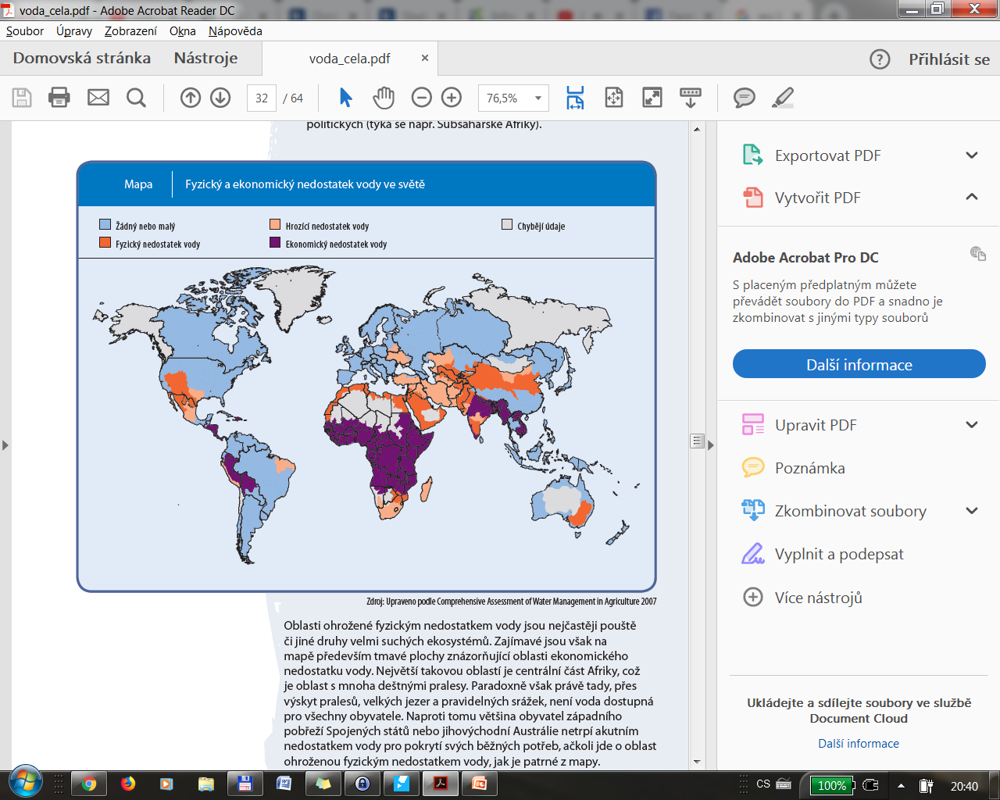 voda_cela.pdf - Adobe Acrobat Reader DC
Soubor Úpravy Zobrazení Okna Nápověda
Domovská stránka Nástroje voda_cela.pdf × ? Přihlásit se
32 / 64 76,5%
politických (týká se např. Subsaharské Afriky).
Mapa Fyzický a ekonomický nedostatek vody ve světě
Žádný nebo malý Hrozící nedostatek vody Chybějí údaje
Fyzický nedostatek vody Ekonomický nedostatek vody
Zdroj: Upraveno podle Comprehensive Assessment of Water Management in Agriculture 2007
Oblasti ohrožené fyzickým nedostatkem vody jsou nejčastěji pouště
či jiné druhy velmi suchých ekosystémů. Zajímavé jsou však na
mapě především tmavé plochy znázorňující oblasti ekonomického
nedostatku vody. Největší takovou oblastí je centrální část Afriky, což
je oblast s mnoha deštnými pralesy. Paradoxně však právě tady, přes
výskyt pralesů, velkých jezer a pravidelných srážek, není voda dostupná
pro všechny obyvatele. Naproti tomu většina obyvatel západního
pobřeží Spojených států nebo jihovýchodní Austrálie netrpí akutním
nedostatkem vody pro pokrytí svých běžných potřeb, ačkoli jde o oblast
ohroženou fyzickým nedostatkem vody, jak je patrné z mapy.
Exportovat PDF
Vytvořit PDF
Adobe Acrobat Pro DC
S placeným předplatným můžete
převádět soubory do PDF a snadno je
zkombinovat s jinými typy souborů
Další informace
Upravit PDF
Poznámka
Zkombinovat soubory
Vyplnit a podepsat
Více nástrojů
Ukládejte a sdílejte soubory ve službě
Document Cloud
Další informace
CS 100% 20:40